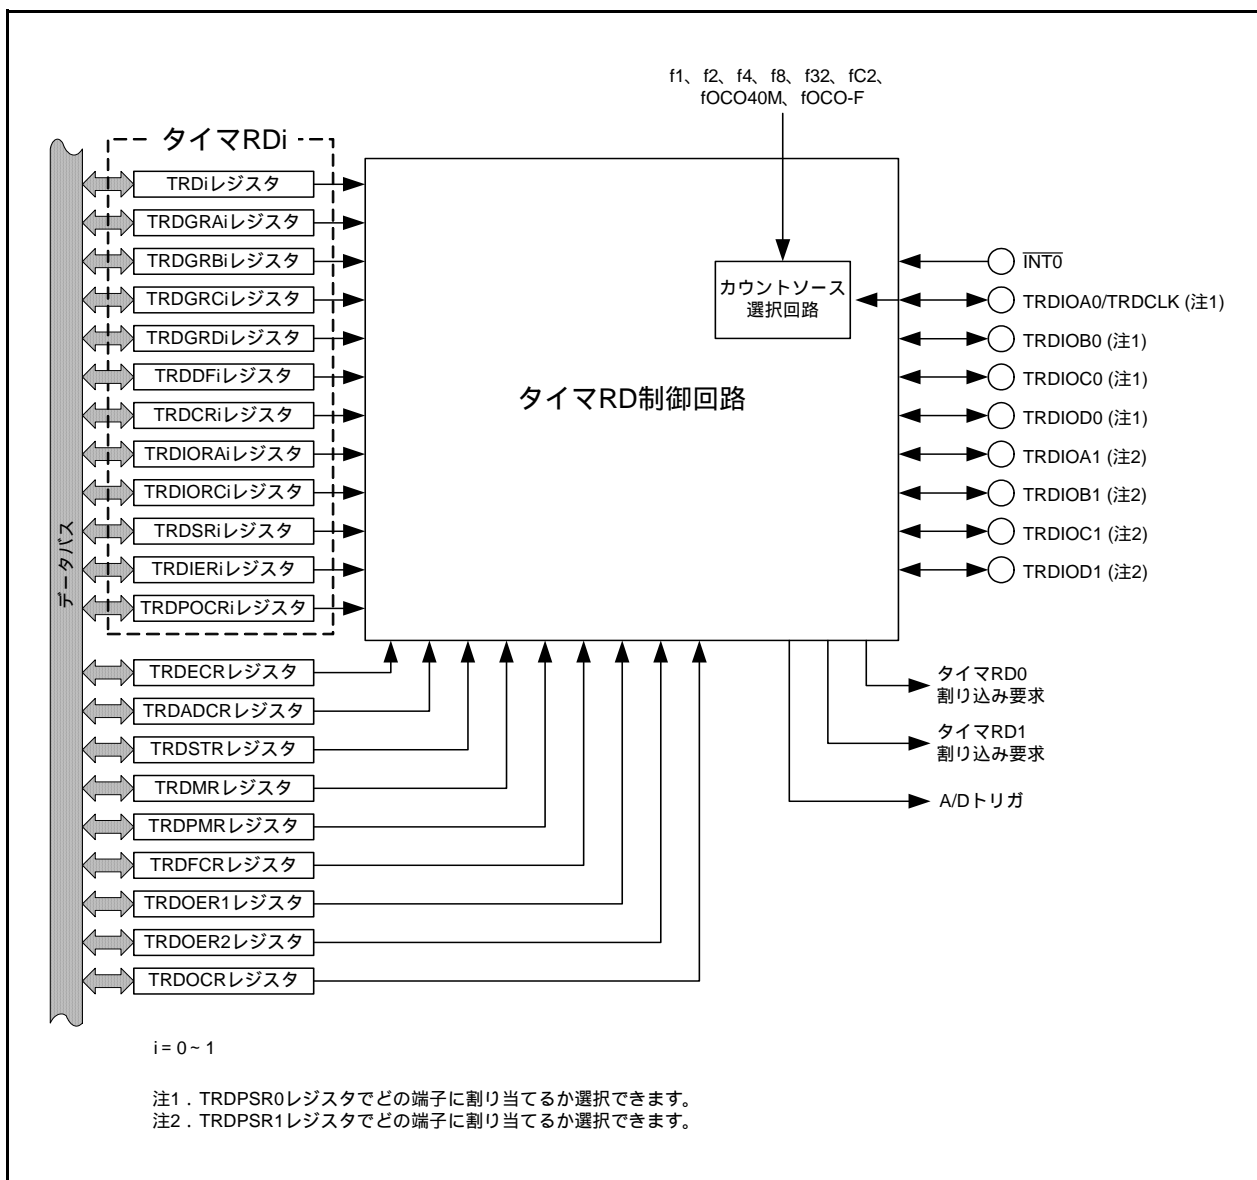 f1、f2、f4、f8、f32、fC2、
fOCO40M、fOCO-F
タイマRDi
TRDiレジスタ
TRDGRAiレジスタ
TRDGRBiレジスタ
TRDGRCiレジスタ
TRDGRDiレジスタ
TRDDFiレジスタ
TRDCRiレジスタ
TRDIORAiレジスタ
TRDIORCiレジスタ
TRDSRiレジスタ
TRDIERiレジスタ
TRDPOCRiレジスタ
データバス
TRDECRレジスタ
TRDADCRレジスタ
TRDSTRレジスタ
TRDMRレジスタ
TRDPMRレジスタ
TRDFCRレジスタ
TRDOER1レジスタ
TRDOER2レジスタ
TRDOCRレジスタ
カウントソース
選択回路
タイマRD制御回路
INT0
TRDIOA0/TRDCLK (注1)
TRDIOB0 (注1)
TRDIOC0 (注1)
TRDIOD0 (注1)
TRDIOA1 (注2)
TRDIOB1 (注2)
TRDIOC1 (注2)
TRDIOD1 (注2)
タイマRD0
割り込み要求
タイマRD1
割り込み要求
A/Dトリガ
i = 0 ~ 1
注1．TRDPSR0レジスタでどの端子に割り当てるか選択できます。
注2．TRDPSR1レジスタでどの端子に割り当てるか選択できます。